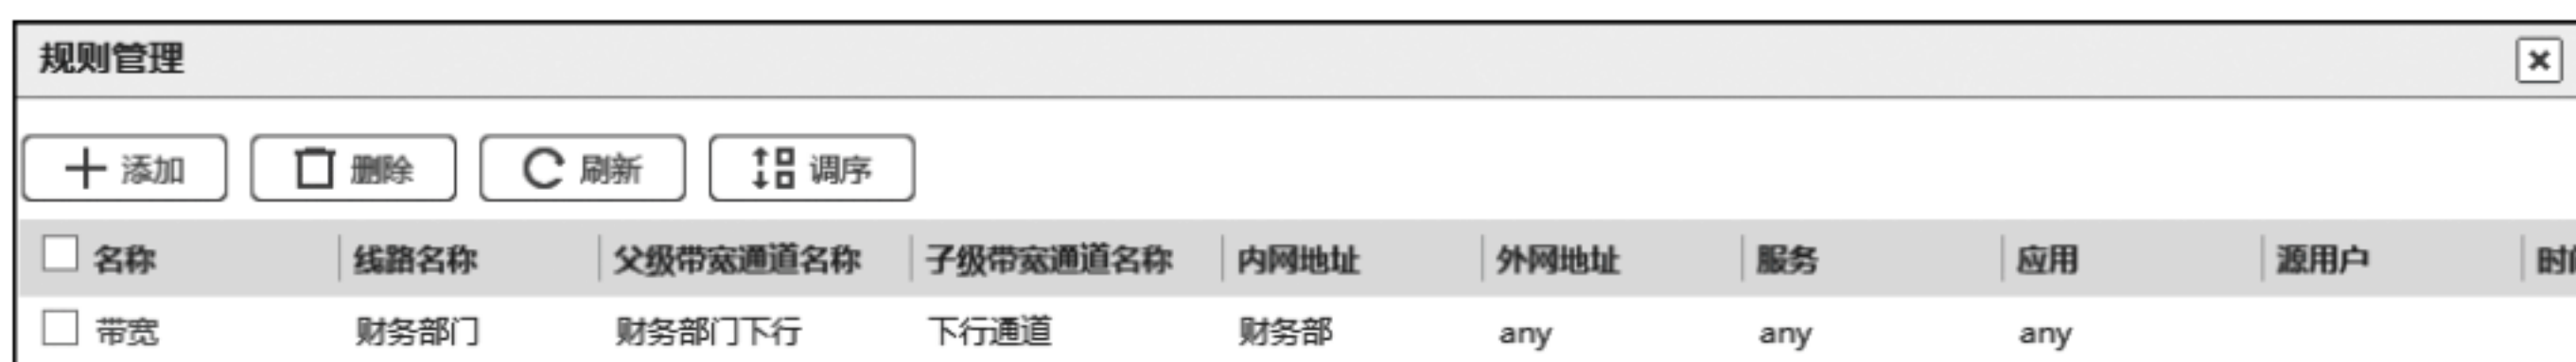 规则管理
添加 删除 刷新 调序
名称 线路名称 父级带宽通道名称 子级带宽通道名称 内网地址 外网地址 服务 应用 源用户 时
带宽 财务部门 财务部门下行 下行通道 财务部 any any any